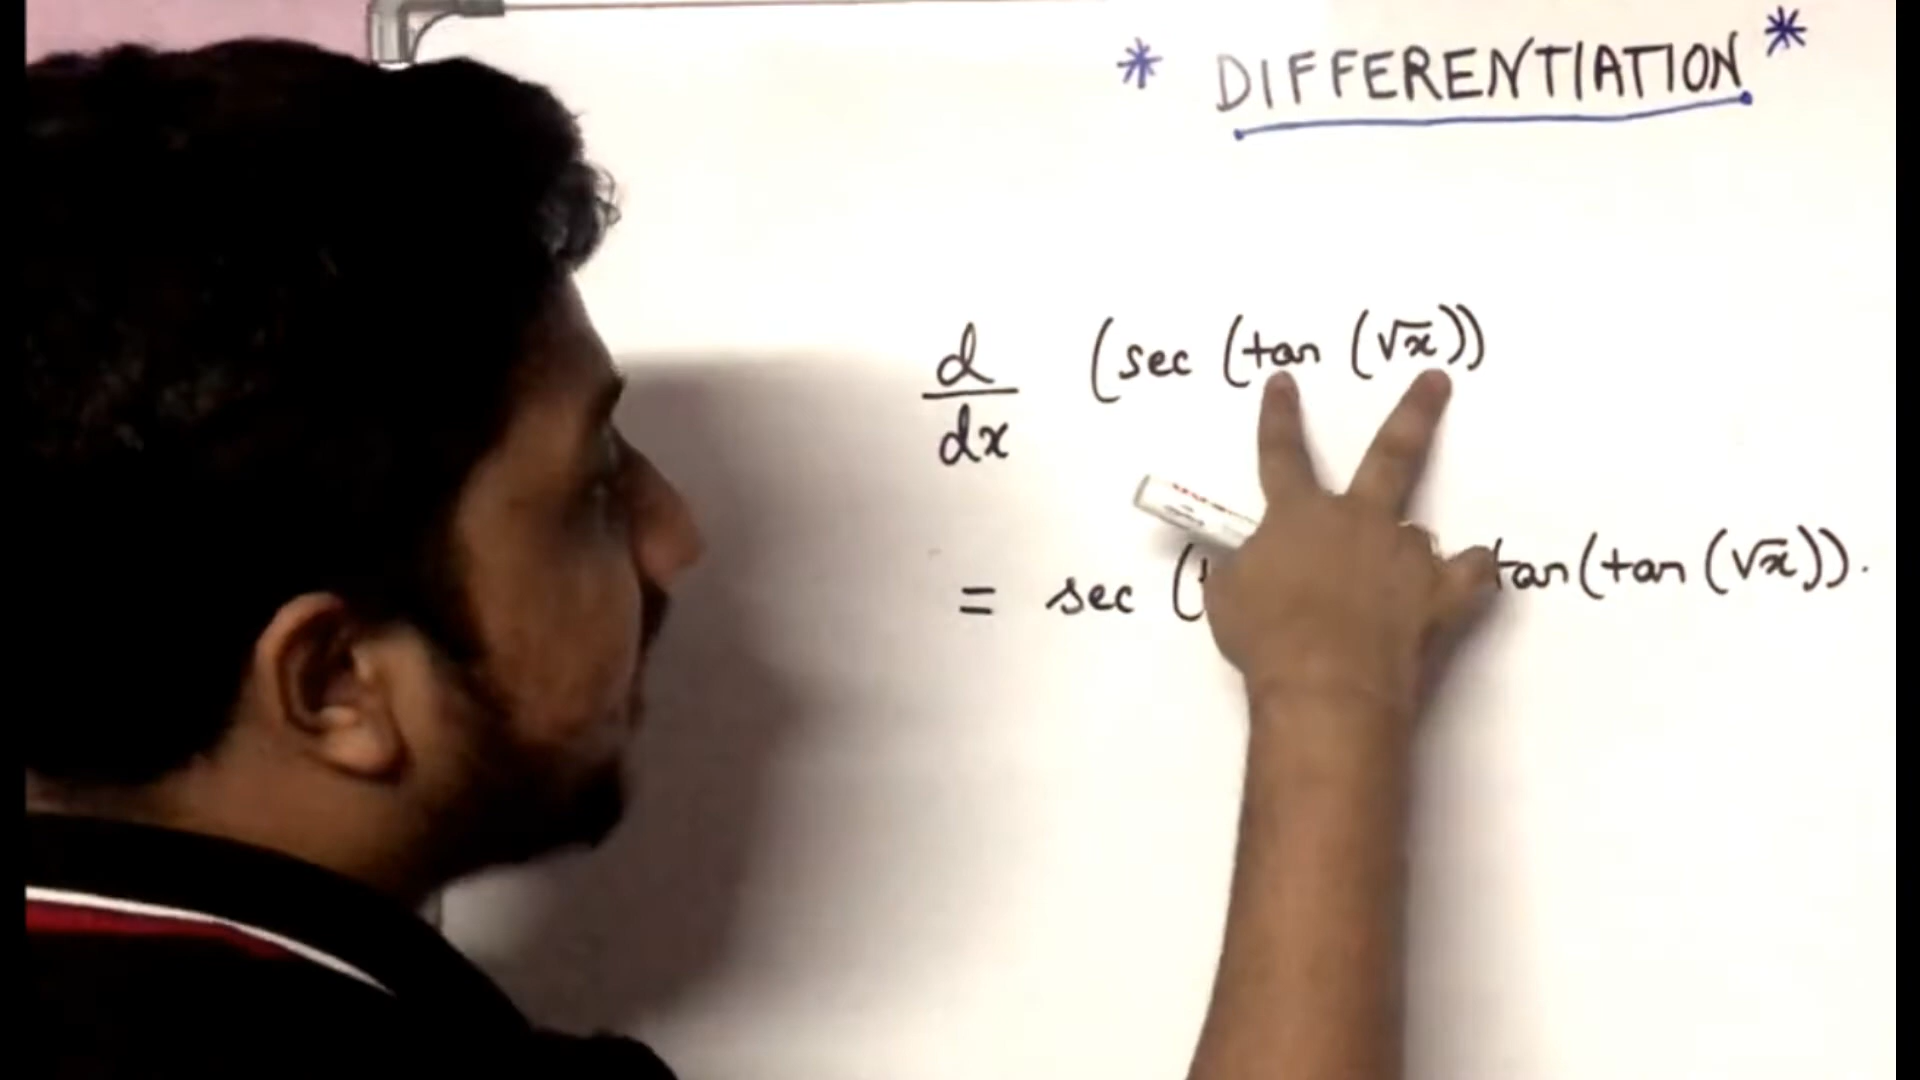 * DIFFERENTIATION *
d/dx (sec (tan (√x))
= sec ( tan(tan (√x)).